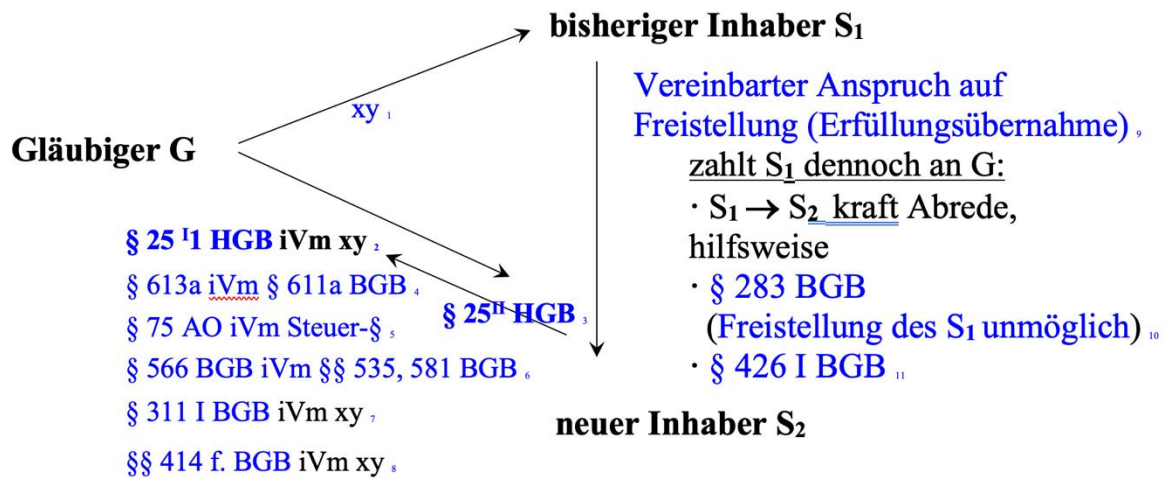 bisheriger Inhaber S1
xy 1
Gläubiger G
Vereinbarter Anspruch auf
Freistellung (Erfüllungsübernahme) 9
zahlt S1 dennoch an G:
· S1 → S2 kraft Abrede,
hilfsweise
· § 283 BGB
(Freistellung des S1 unmöglich) 10
· § 426 I BGB 11
§ 25 I1 HGB iVm xy 2
§ 613a iVm § 611a BGB 4
§ 25II HGB 3
§ 75 AO iVm Steuer-§ 5
§ 566 BGB iVm §§ 535, 581 BGB 6
§ 311 I BGB iVm xy 7
§§ 414 f. BGB iVm xy 8
neuer Inhaber S2